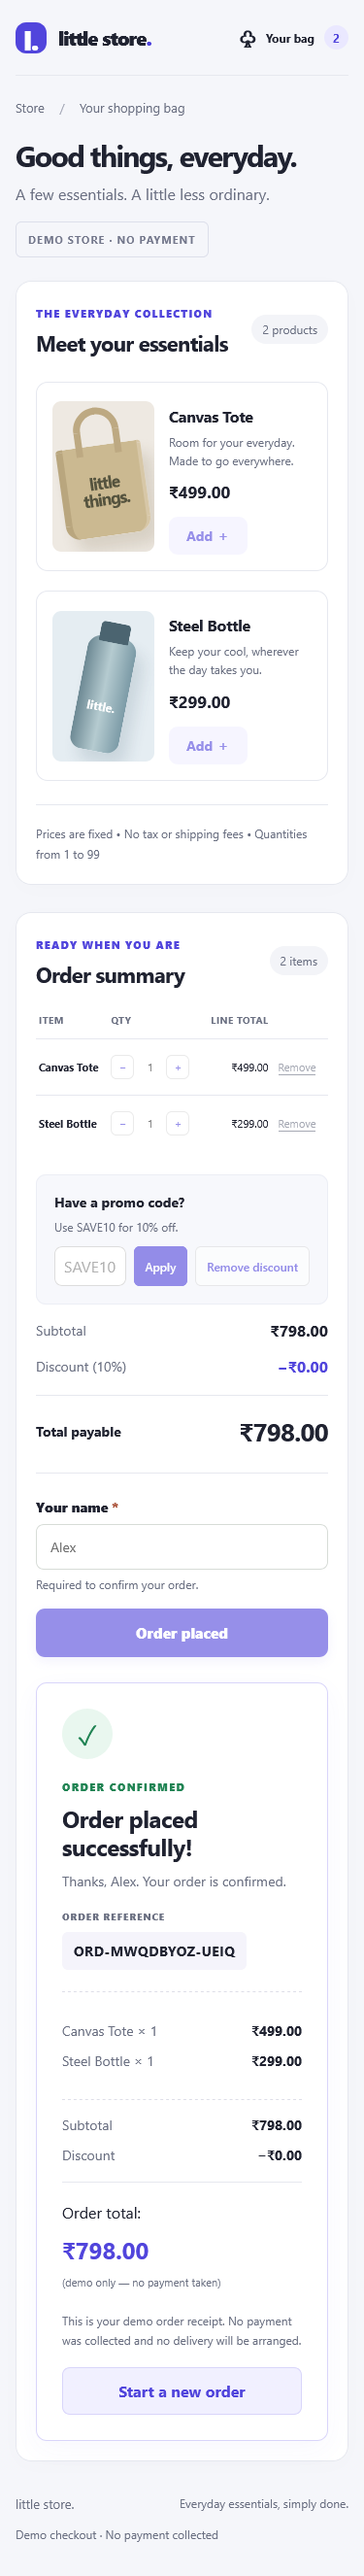 little store.
Your bag 2
Store / Your shopping bag
Good things, everyday.
A few essentials. A little less ordinary.
DEMO STORE · NO PAYMENT
THE EVERYDAY COLLECTION
Meet your essentials
2 products
little
things.
Canvas Tote
Room for your everyday.
Made to go everywhere.
₹499.00
Add +
little.
Steel Bottle
Keep your cool, wherever
the day takes you.
₹299.00
Add +
Prices are fixed • No tax or shipping fees • Quantities
from 1 to 99
READY WHEN YOU ARE
Order summary
2 items
ITEM QTY LINE TOTAL
Canvas Tote − 1 + ₹499.00 Remove
Steel Bottle − 1 + ₹299.00 Remove
Have a promo code?
Use SAVE10 for 10% off.
SAVE10 Apply Remove discount
Subtotal ₹798.00
Discount (10%) −₹0.00
Total payable ₹798.00
Your name *
Alex
Required to confirm your order.
Order placed
✓
ORDER CONFIRMED
Order placed
successfully!
Thanks, Alex. Your order is confirmed.
ORDER REFERENCE
ORD-MWQDBYOZ-UEIQ
Canvas Tote × 1 ₹499.00
Steel Bottle × 1 ₹299.00
Subtotal ₹798.00
Discount −₹0.00
Order total:
₹798.00
(demo only — no payment taken)
This is your demo order receipt. No payment
was collected and no delivery will be arranged.
Start a new order
little store. Everyday essentials, simply done.
Demo checkout · No payment collected